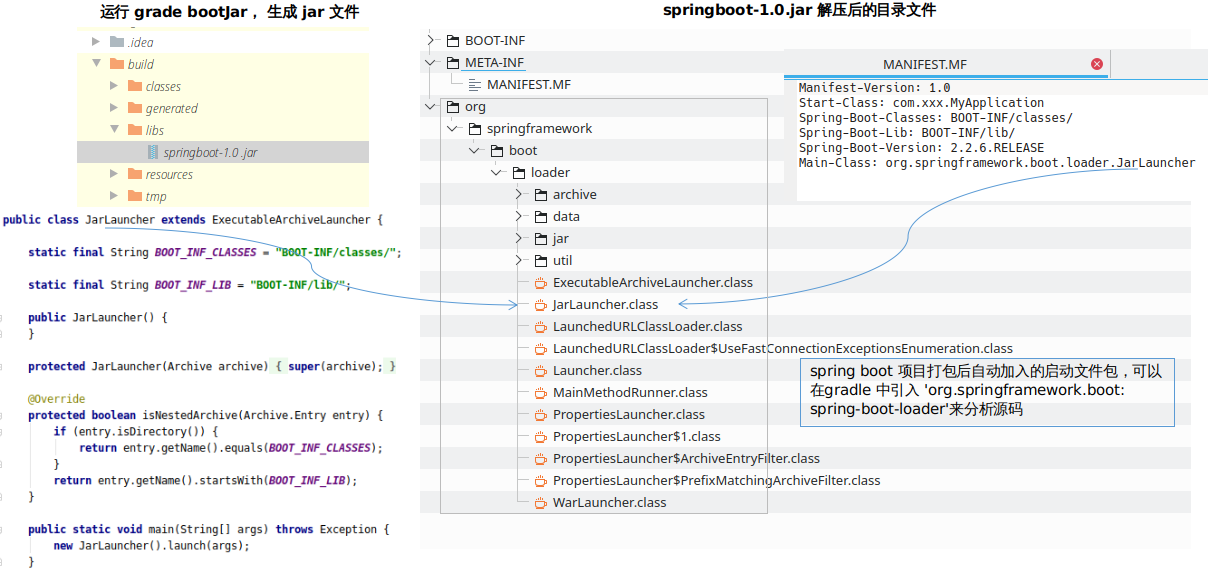 运行 grade bootJar， 生成 jar 文件
.idea
build
classes
generated
libs
springboot-1.0.jar
resources
tmp
public class JarLauncher extends ExecutableArchiveLauncher {
static final String BOOT_INF_CLASSES = "BOOT-INF/classes/";
static final String BOOT_INF_LIB = "BOOT-INF/lib/";
public JarLauncher() {
}
protected JarLauncher(Archive archive) { super(archive); }
@Override
protected boolean isNestedArchive(Archive.Entry entry) {
if (entry.isDirectory()) {
return entry.getName().equals(BOOT_INF_CLASSES);
}
return entry.getName().startsWith(BOOT_INF_LIB);
}
public static void main(String[] args) throws Exception {
new JarLauncher().launch(args);
}
springboot-1.0.jar 解压后的目录文件
BOOT-INF
META-INF
MANIFEST.MF
org
springframework
boot
loader
archive
data
jar
util
ExecutableArchiveLauncher.class
JarLauncher.class
LaunchedURLClassLoader.class
LaunchedURLClassLoader$UseFastConnectionExceptionsEnumeration.class
Launcher.class
MainMethodRunner.class
PropertiesLauncher.class
PropertiesLauncher$1.class
PropertiesLauncher$ArchiveEntryFilter.class
PropertiesLauncher$PrefixMatchingArchiveFilter.class
WarLauncher.class
MANIFEST.MF
Manifest-Version: 1.0
Start-Class: com.xxx.MyApplication
Spring-Boot-Classes: BOOT-INF/classes/
Spring-Boot-Lib: BOOT-INF/lib/
Spring-Boot-Version: 2.2.6.RELEASE
Main-Class: org.springframework.boot.loader.JarLauncher
spring boot 项目打包后自动加入的启动文件包，可以
在gradle 中引入 'org.springframework.boot:
spring-boot-loader'来分析源码